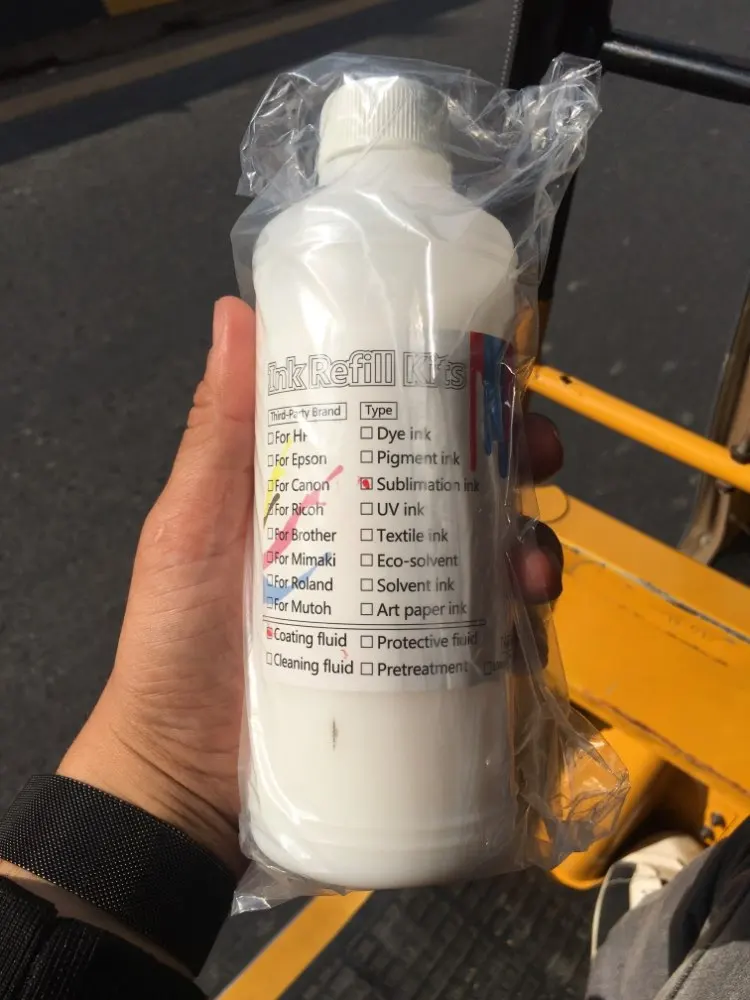 Ink Refill Kits
Third-Party Brand Type
☐For HP ☐Dye ink
☐For Epson ☐Pigment ink
☐For Canon ☑Sublimation ink
☐For Ricoh ☐UV ink
☐For Brother ☐Textile ink
☐For Mimaki ☐Eco-solvent
☐For Roland ☐Solvent ink
☐For Mutoh ☐Art paper ink
☑Coating fluid ☐Protective fluid
☐Cleaning fluid ☐Pretreatment